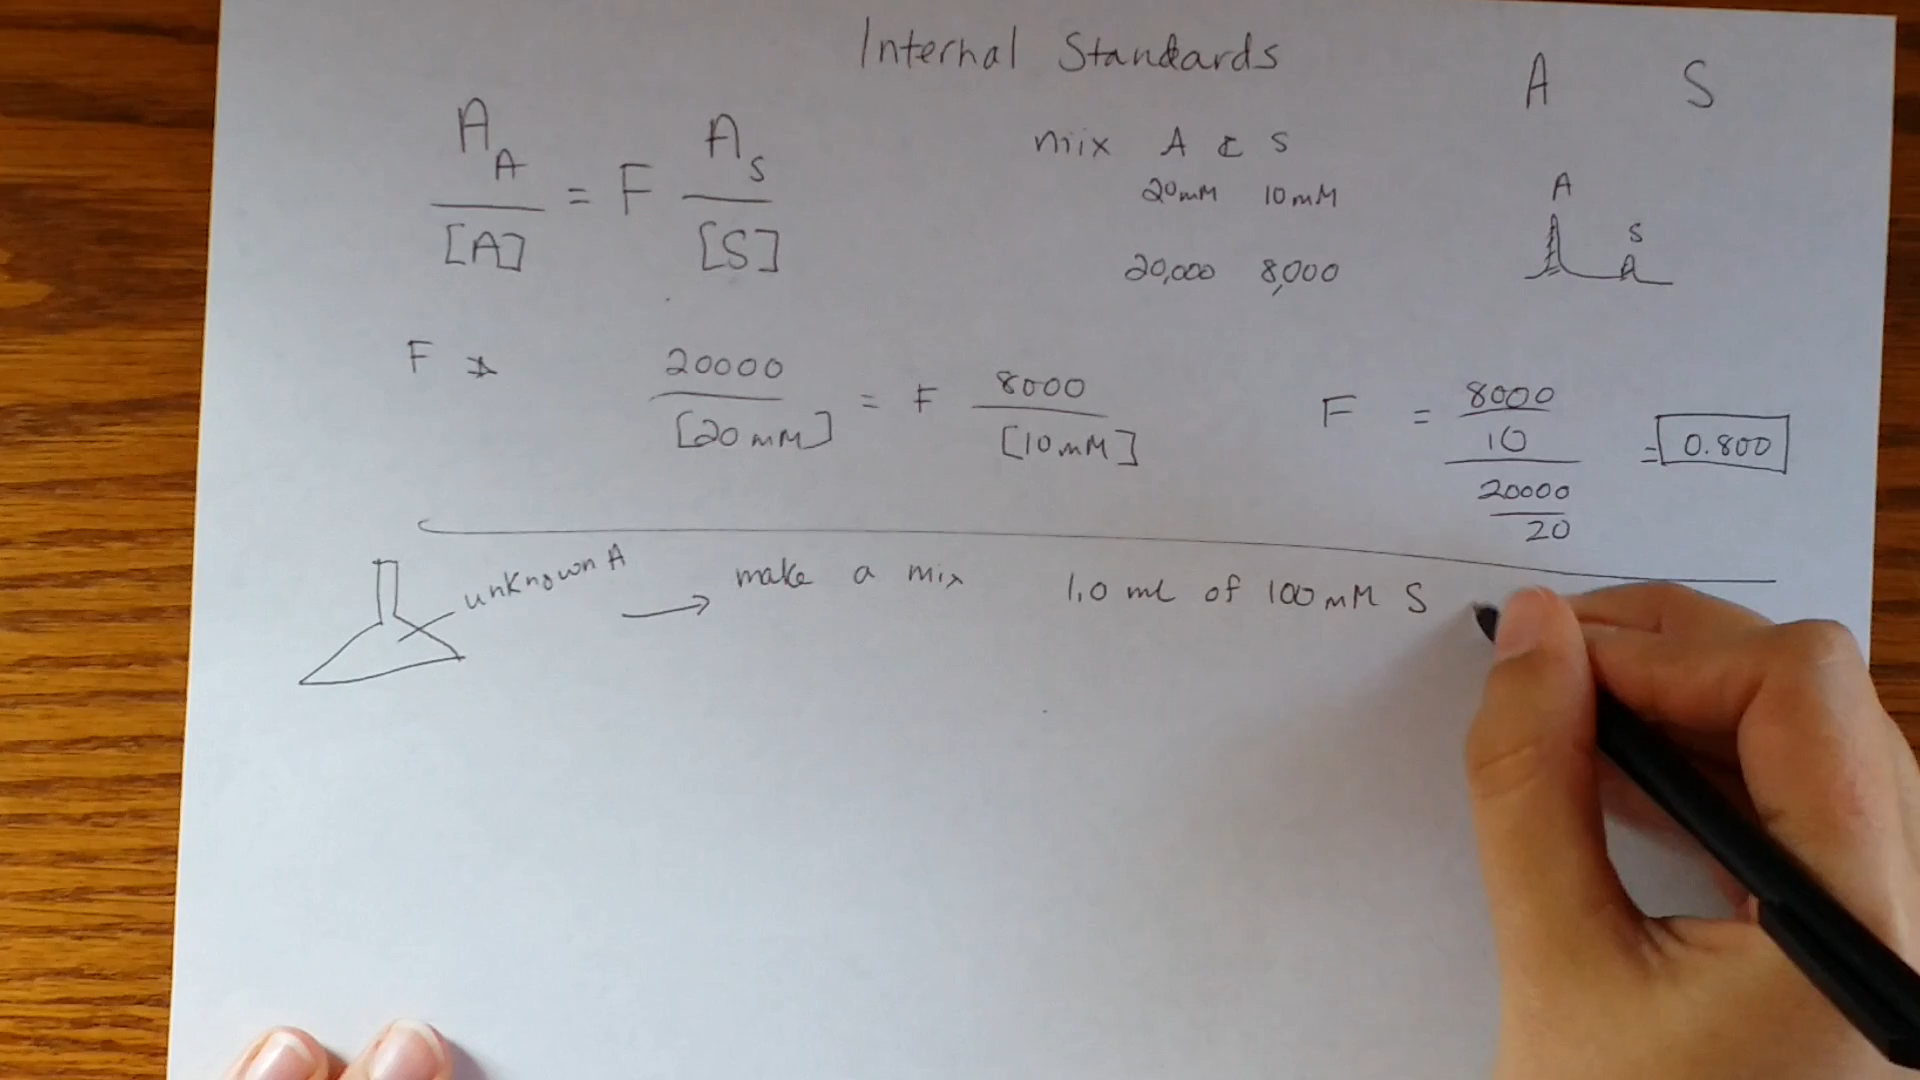 Internal Standards
A S
A_A / [A] = F A_S / [S]
mix A & S
20mM 10mM
20,000 8,000
A
S
F
20000 / [20 mM] = F 8000 / [10 mM]
F = 8000 / 10 / 20000 / 20 = 0.800
unknown A
make a mix 1.0 mL of 100 mM S